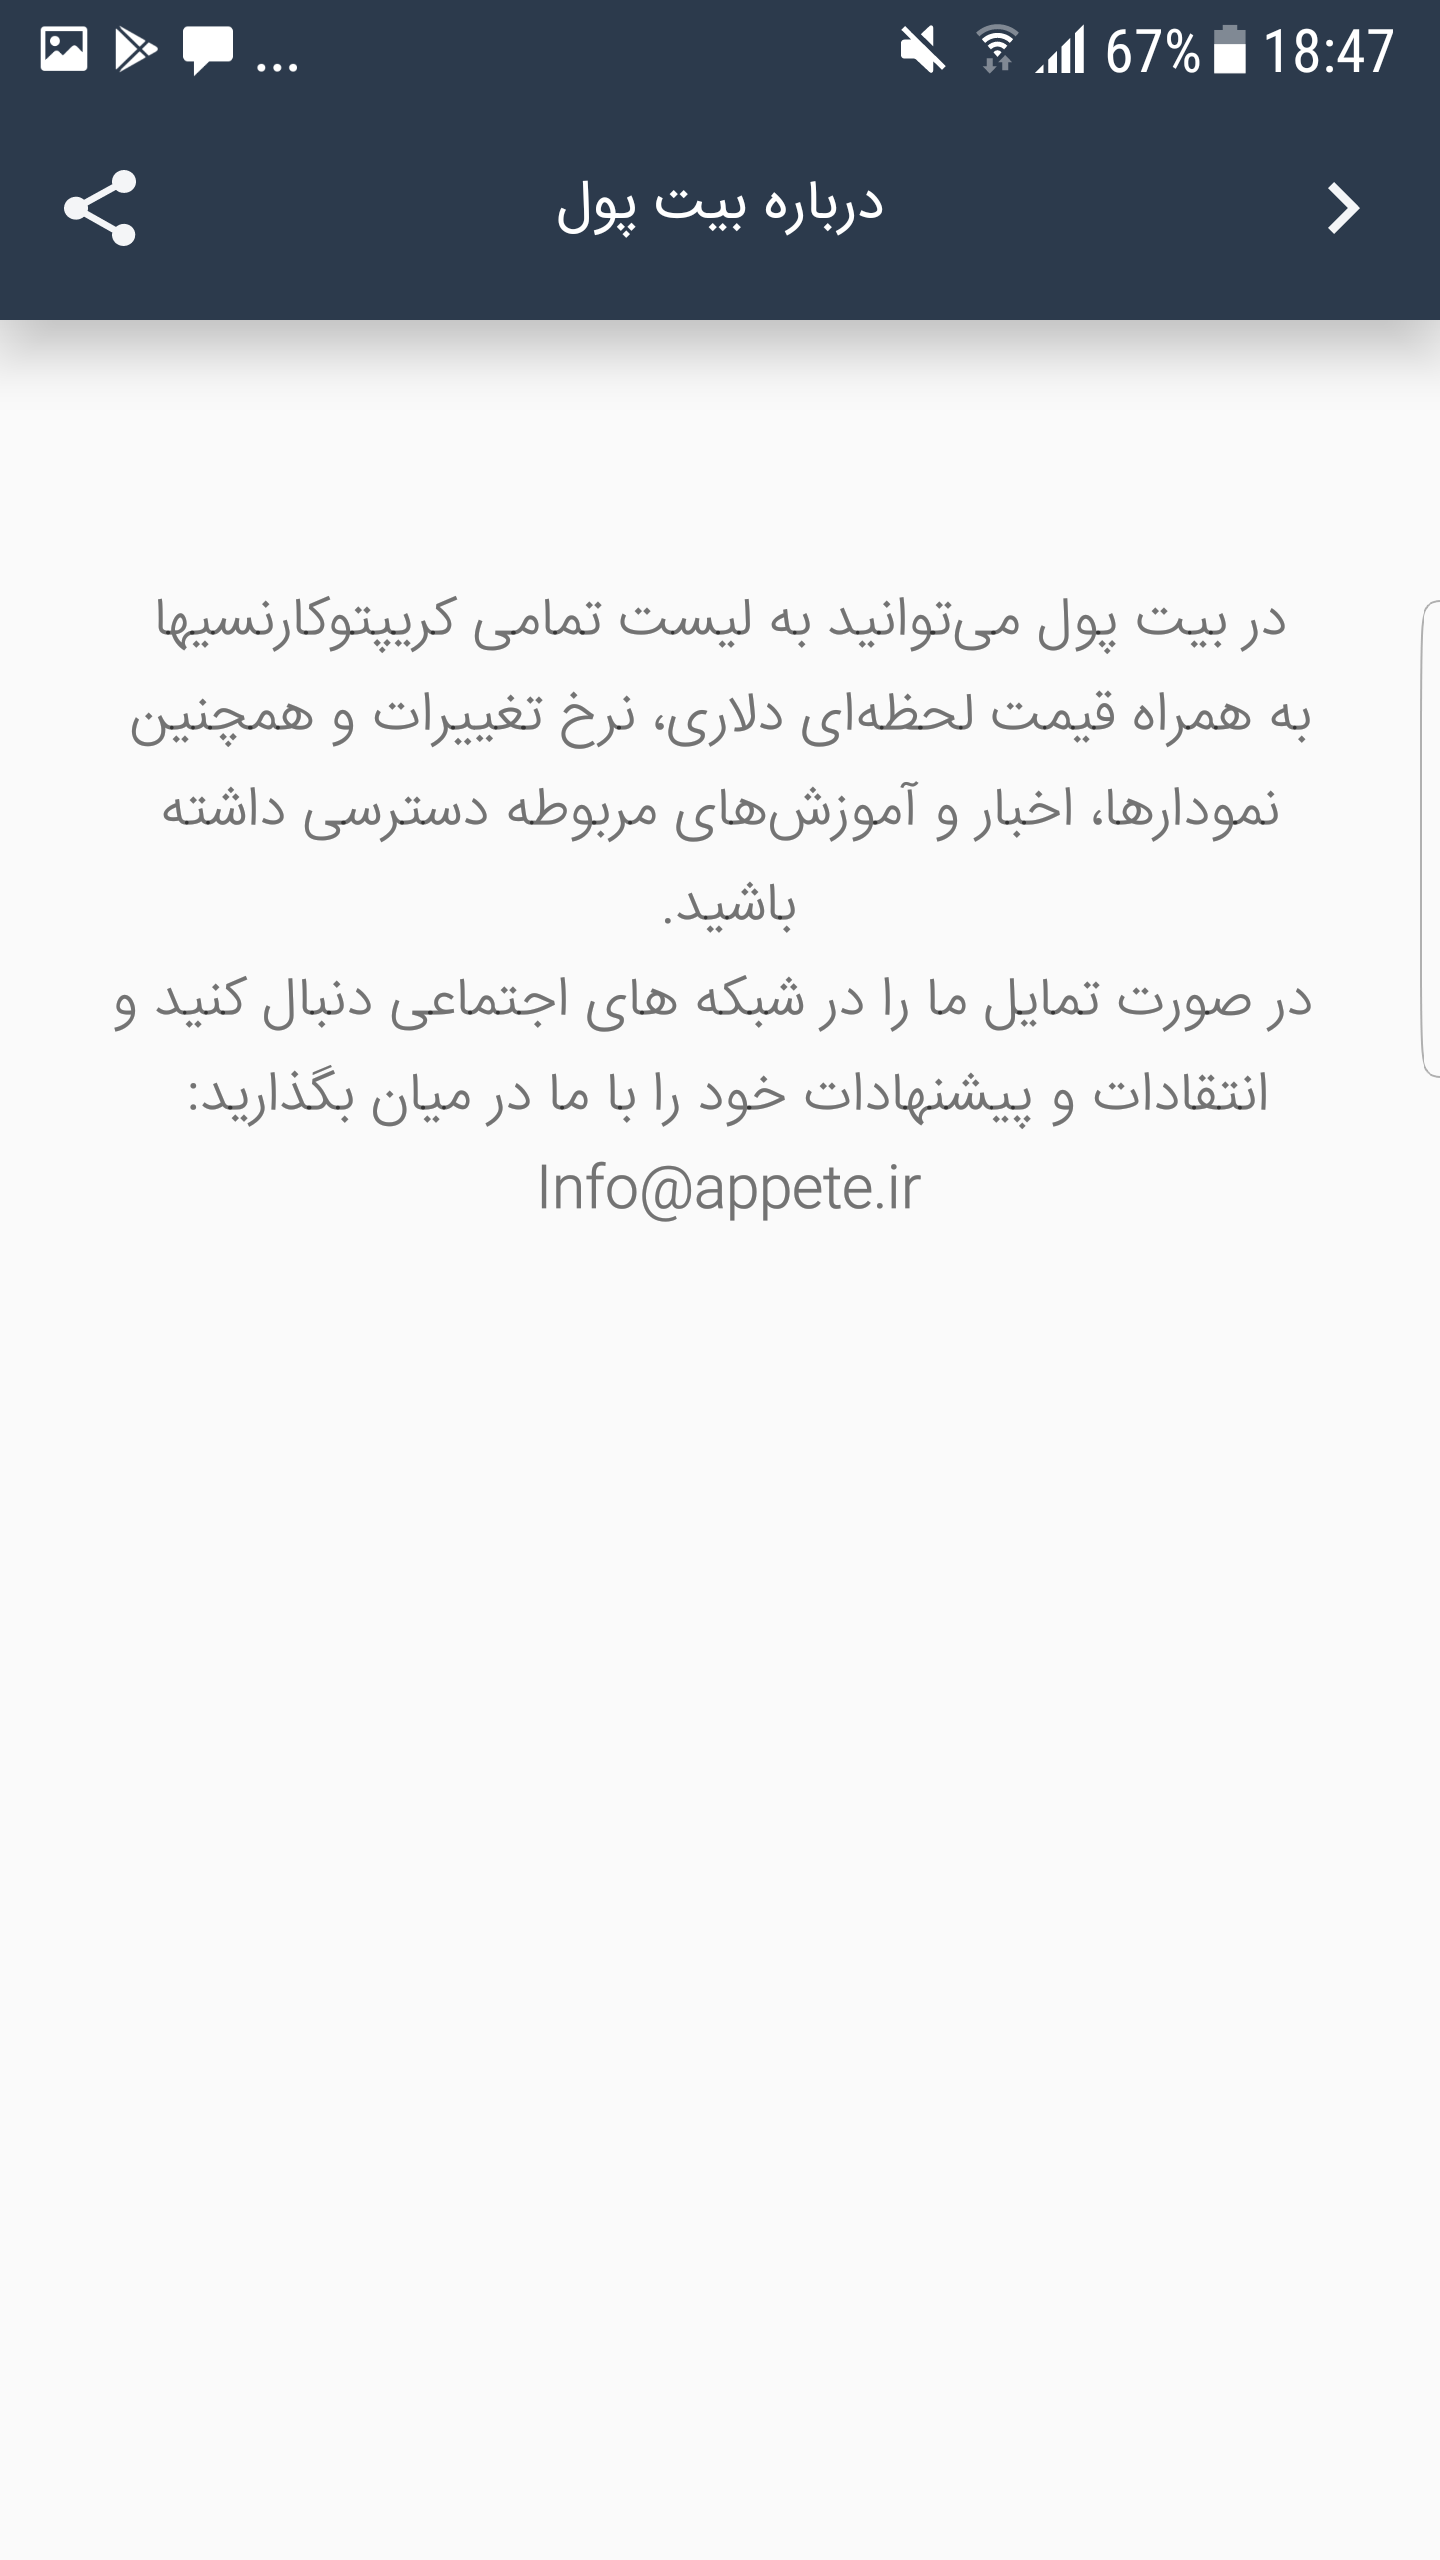 ... 67% 18:47
درباره بیت پول
در بیت پول می‌توانید به لیست تمامی کریپتوکارنسیها
به همراه قیمت لحظه‌ای دلاری، نرخ تغییرات و همچنین
نمودارها، اخبار و آموزش‌های مربوطه دسترسی داشته
باشید.
در صورت تمایل ما را در شبکه های اجتماعی دنبال کنید و
انتقادات و پیشنهادات خود را با ما در میان بگذارید:
Info@appete.ir